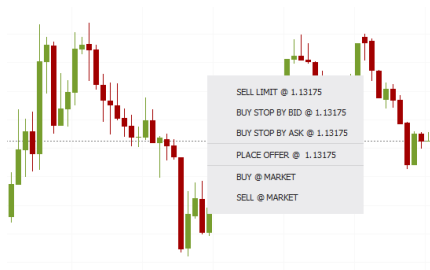 SELL LIMIT @ 1.13175
BUY STOP BY BID @ 1.13175
BUY STOP BY ASK @ 1.13175
PLACE OFFER @ 1.13175
BUY @ MARKET
SELL @ MARKET